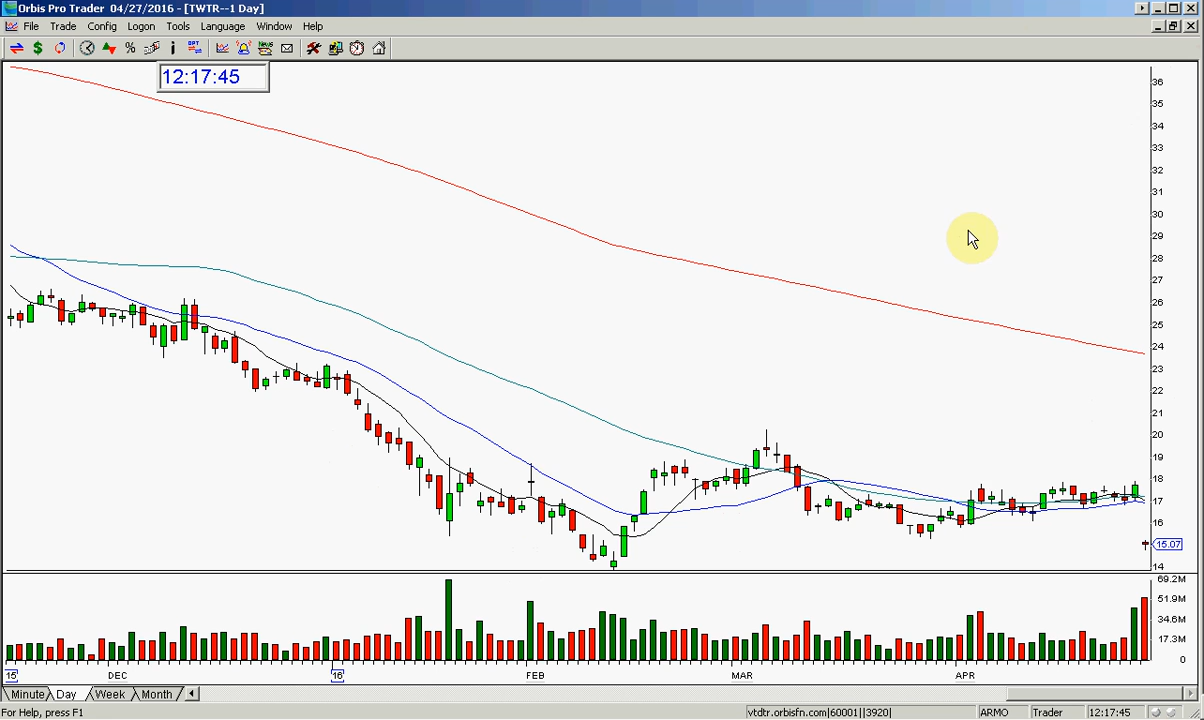 Orbis Pro Trader 04/27/2016 - [TWTR--1 Day]
File Trade Config Logon Tools Language Window Help
OPT News
12:17:45
36
35
34
33
32
31
30
29
28
27
26
25
24
23
22
21
20
19
18
17
16
15.07
14
69.2M
51.9M
34.6M
17.3M
0
15 DEC 16 FEB MAR APR
Minute Day Week Month
For Help, press F1 vtdtr.orbisfn.com|60001||3920| ARMO Trader 12:17:45